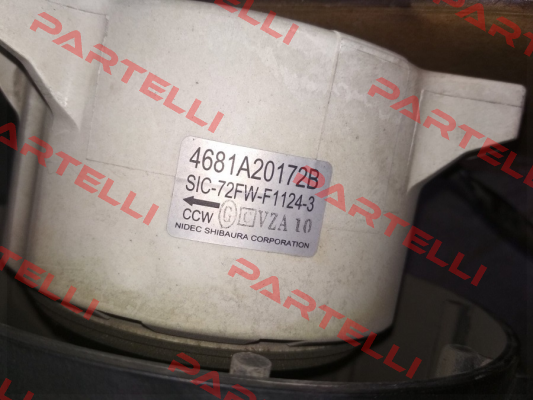 PARTELLI
PARTELLI
PARTELLI
4681A20172B
SIC-72FW-F1124-3
CCW G C VZA 10
NIDEC SHIBAURA CORPORATION
PARTELLI
PARTELLI
PARTELLI